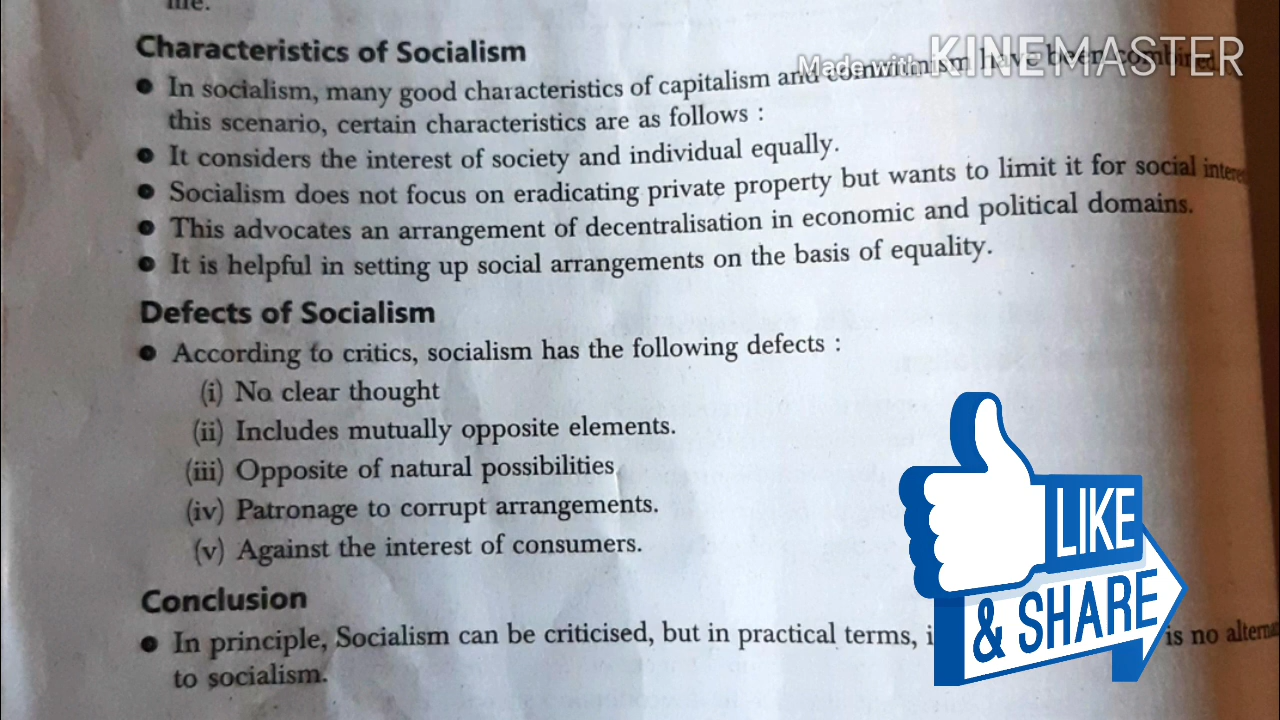 Characteristics of Socialism
Made with KINEMASTER
● In socialism, many good characteristics of capitalism and communism have been combined
this scenario, certain characteristics are as follows :
● It considers the interest of society and individual equally.
● Socialism does not focus on eradicating private property but wants to limit it for social
● This advocates an arrangement of decentralisation in economic and political domains.
● It is helpful in setting up social arrangements on the basis of equality.
Defects of Socialism
● According to critics, socialism has the following defects :
(i) No clear thought
(ii) Includes mutually opposite elements.
(iii) Opposite of natural possibilities
(iv) Patronage to corrupt arrangements.
(v) Against the interest of consumers.
LIKE
& SHARE
Conclusion
● In principle, Socialism can be criticised, but in practical terms, is no
to socialism.